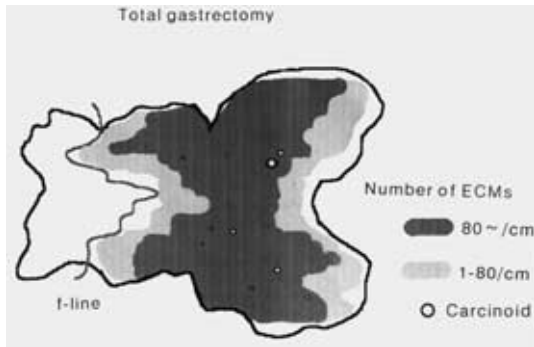 Total gastrectomy
Number of ECMs
80~/cm
1-80/cm
Carcinoid
f-line